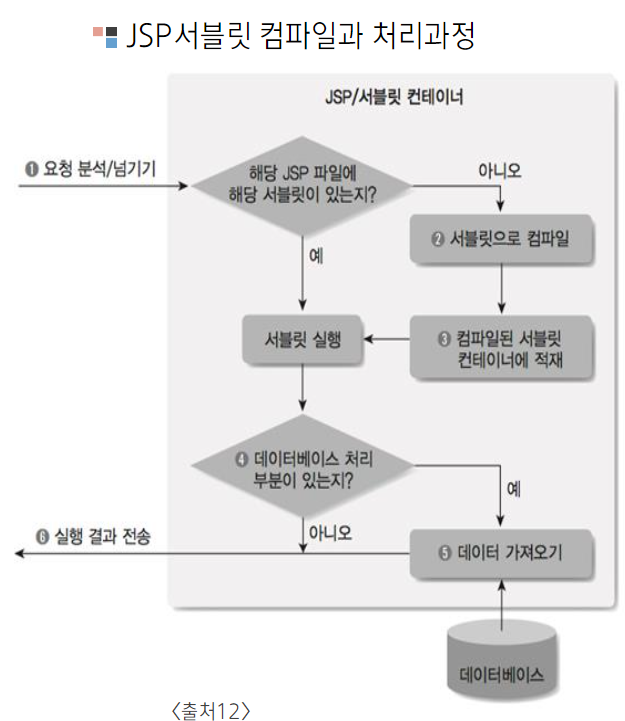 JSP서블릿 컴파일과 처리과정
JSP/서블릿 컨테이너
❶ 요청 분석/넘기기
해당 JSP 파일에
해당 서블릿이 있는지?
아니오
❷ 서블릿으로 컴파일
예
서블릿 실행
❸ 컴파일된 서블릿
컨테이너에 적재
❹ 데이터베이스 처리
부분이 있는지?
예
아니오
❻ 실행 결과 전송
❺ 데이터 가져오기
데이터베이스
〈출처12〉